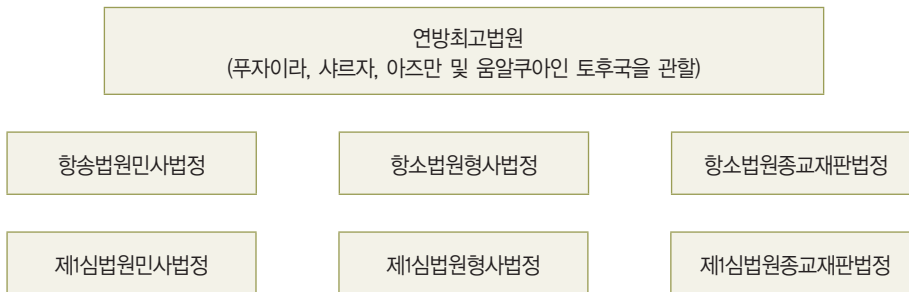 연방최고법원
(푸자이라, 샤르자, 아즈만 및 움알쿠아인 토후국을 관할)
항송법원민사법정
항소법원형사법정
항소법원종교재판법정
제1심법원민사법정
제1심법원형사법정
제1심법원종교재판법정